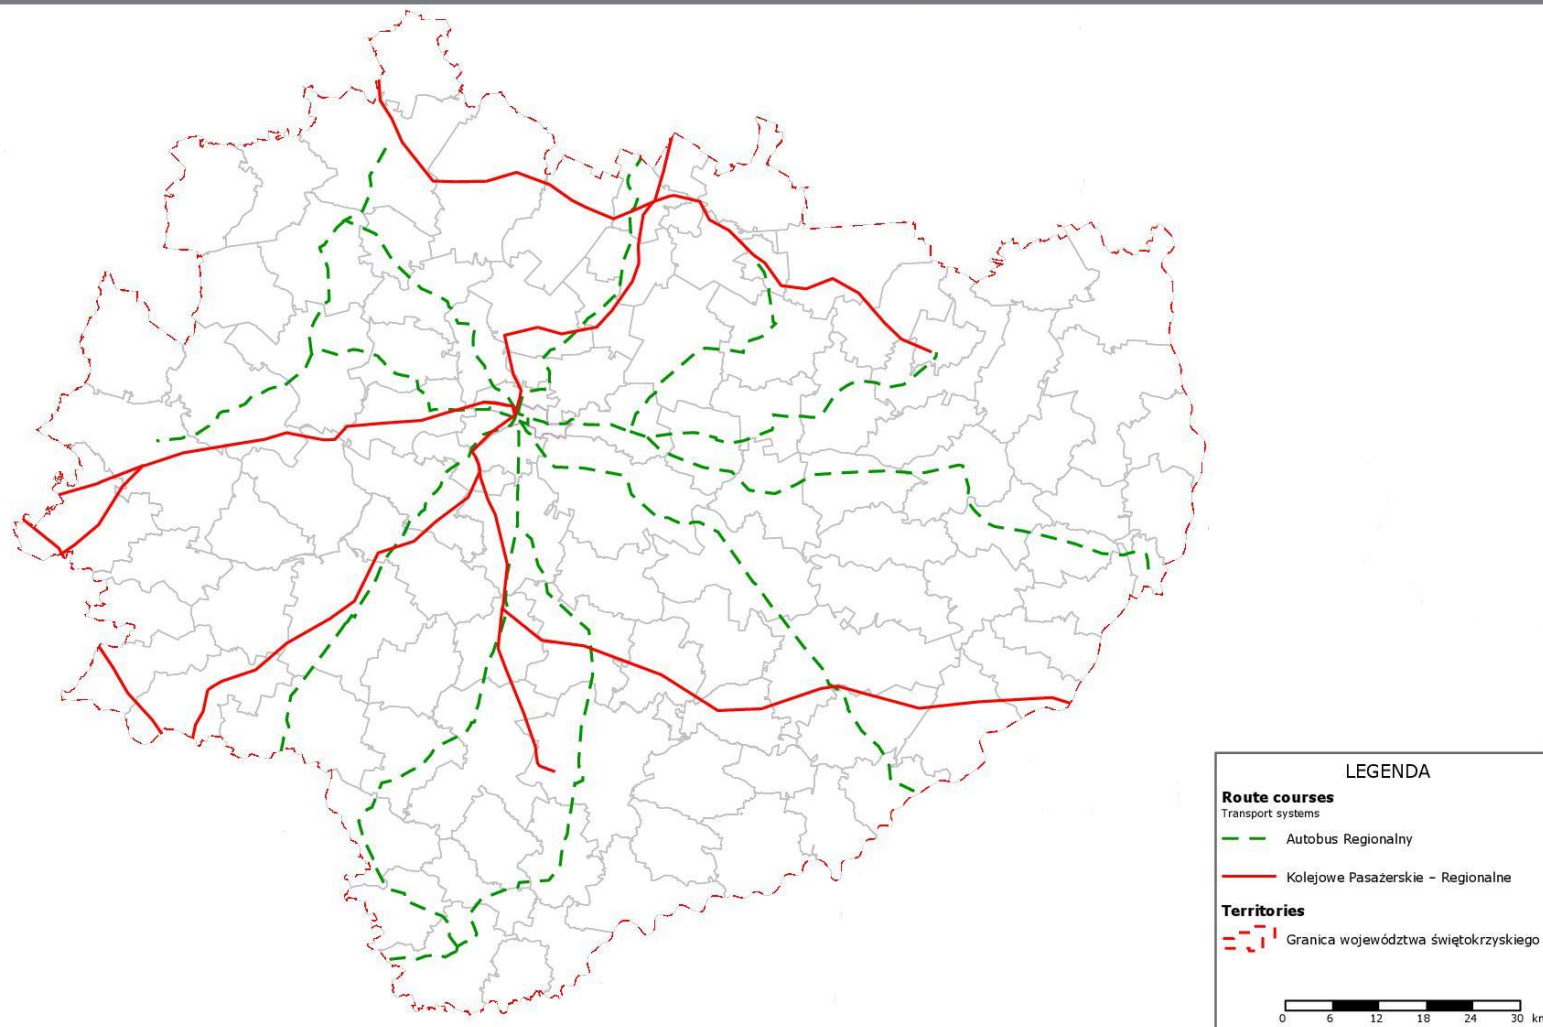 LEGENDA
Route courses
Transport systems
Autobus Regionalny
Kolejowe Pasażerskie – Regionalne
Territories
Granica województwa świętokrzyskiego
0 6 12 18 24 30 km